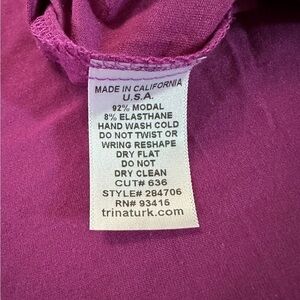 MADE IN CALIFORNIA
U.S.A.
92% MODAL
8% ELASTHANE
HAND WASH COLD
DO NOT TWIST OR
WRING RESHAPE
DRY FLAT
DO NOT
DRY CLEAN
CUT# 636
STYLE# 284706
RN# 93415
trinaturk.com